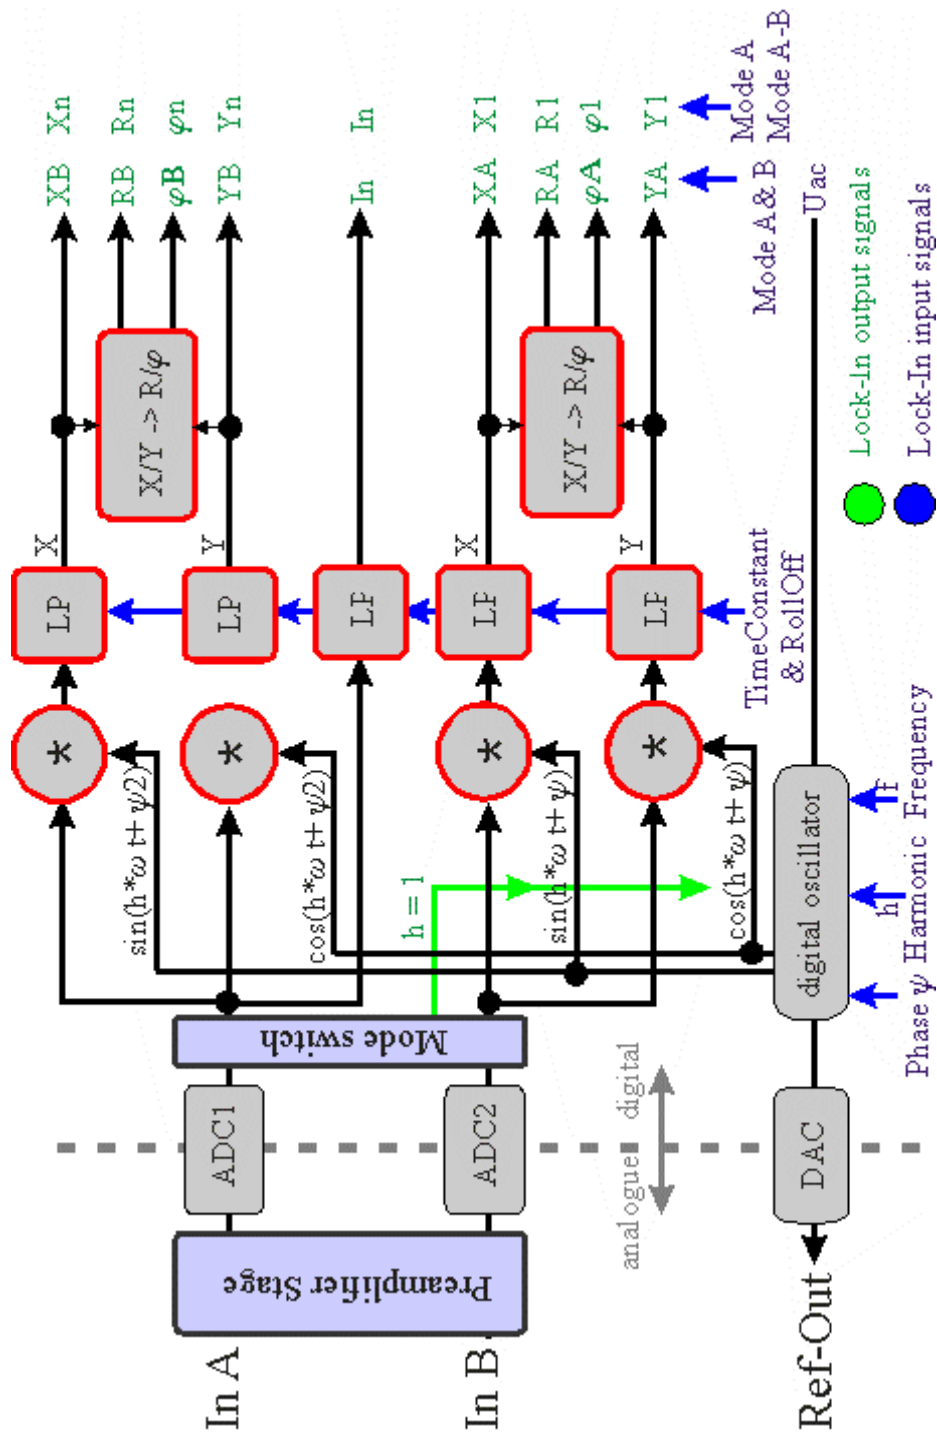 In A
In B
Ref-Out
Preamplifier Stage
ADC1
ADC2
DAC
analogue
digital
Mode switch
h = 1
sin(h*ω t+ ψ2)
cos(h*ω t+ ψ2)
sin(h*ω t+ ψ)
cos(h*ω t+ ψ)
digital oscillator
Phase ψ
h
Harmonic
f
Frequency
*
*
*
*
LP
LP
LP
LP
LP
TimeConstant
& RollOff
X
Y
X
Y
X/Y -> R/φ
X/Y -> R/φ
XB Xn
RB Rn
φB φn
YB Yn
In In
XA X1
RA R1
φA φ1
YA Y1
Mode A& B
Mode A
Mode A-B
Uac
Lock-In output signals
Lock-In input signals